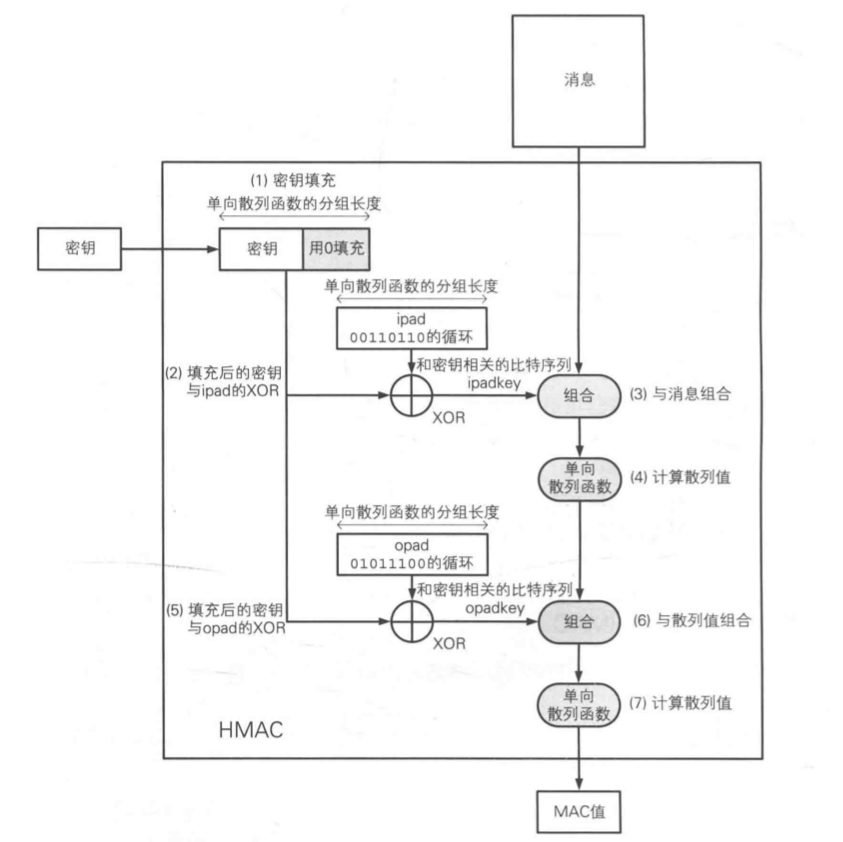 消息
(1) 密钥填充
单向散列函数的分组长度
密钥
密钥
用0填充
单向散列函数的分组长度
ipad
00110110的循环
(2) 填充后的密钥
与ipad的XOR
和密钥相关的比特序列
ipadkey
XOR
组合
(3) 与消息组合
单向
散列函数
(4) 计算散列值
单向散列函数的分组长度
opad
01011100的循环
(5) 填充后的密钥
与opad的XOR
和密钥相关的比特序列
opadkey
XOR
组合
(6) 与散列值组合
单向
散列函数
(7) 计算散列值
HMAC
MAC值